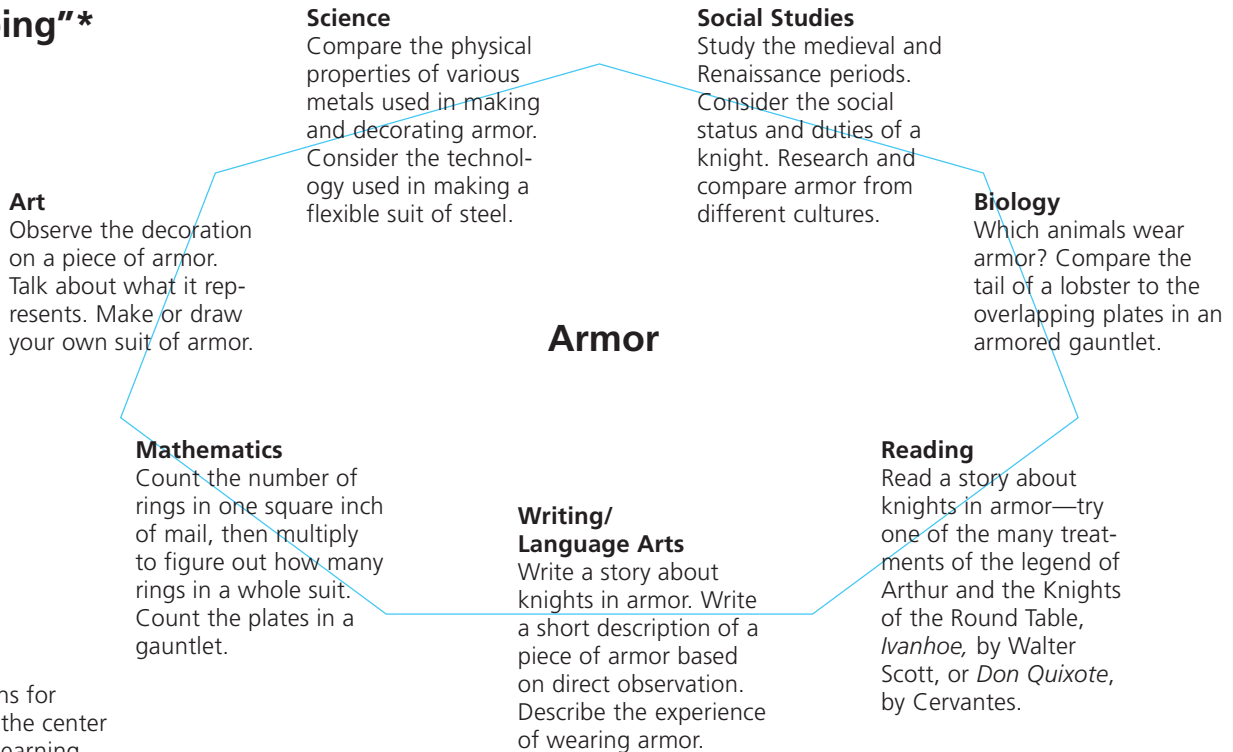 ing"*
Science
Compare the physical
properties of various
metals used in making
and decorating armor.
Consider the technol-
ogy used in making a
flexible suit of steel.
Social Studies
Study the medieval and
Renaissance periods.
Consider the social
status and duties of a
knight. Research and
compare armor from
different cultures.
Art
Observe the decoration
on a piece of armor.
Talk about what it rep-
resents. Make or draw
your own suit of armor.
Biology
Which animals wear
armor? Compare the
tail of a lobster to the
overlapping plates in an
armored gauntlet.
Armor
Mathematics
Count the number of
rings in one square inch
of mail, then multiply
to figure out how many
rings in a whole suit.
Count the plates in a
gauntlet.
Writing/
Language Arts
Write a story about
knights in armor. Write
a short description of a
piece of armor based
on direct observation.
Describe the experience
of wearing armor.
Reading
Read a story about
knights in armor—try
one of the many treat-
ments of the legend of
Arthur and the Knights
of the Round Table,
Ivanhoe, by Walter
Scott, or Don Quixote,
by Cervantes.
ns for
the center
earning